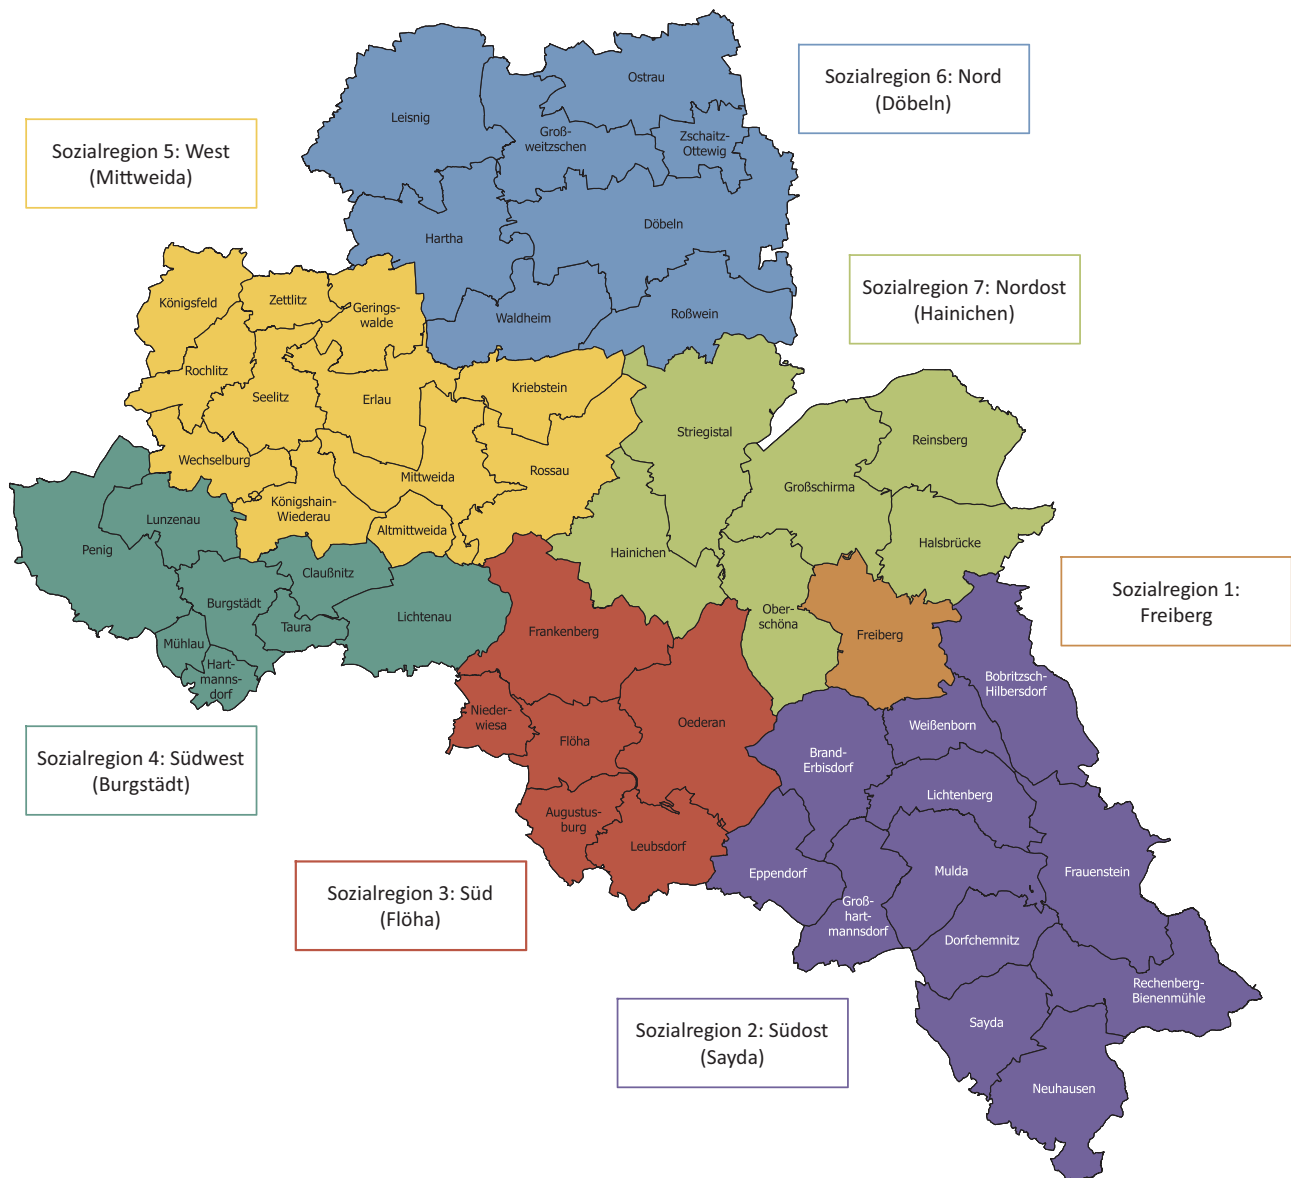 Sozialregion 6: Nord
(Döbeln)
Sozialregion 5: West
(Mittweida)
Sozialregion 7: Nordost
(Hainichen)
Sozialregion 1:
Freiberg
Sozialregion 4: Südwest
(Burgstädt)
Sozialregion 3: Süd
(Flöha)
Sozialregion 2: Südost
(Sayda)
Ostrau
Leisnig
Groß-
weitzschen
Zschaitz-
Ottewig
Döbeln
Hartha
Waldheim
Roßwein
Königsfeld
Zettlitz
Gerings-
walde
Rochlitz
Seelitz
Erlau
Kriebstein
Wechselburg
Mittweida
Rossau
Königshain-
Wiederau
Altmittweida
Striegistal
Reinsberg
Großschirma
Halsbrücke
Hainichen
Ober-
schöna
Freiberg
Penig
Lunzenau
Claußnitz
Burgstädt
Taura
Lichtenau
Mühlau
Hart-
manns-
dorf
Frankenberg
Nieder-
wiesa
Flöha
Oederan
Augustus-
burg
Leubsdorf
Bobritzsch-
Hilbersdorf
Weißenborn
Brand-
Erbisdorf
Lichtenberg
Eppendorf
Mulda
Frauenstein
Groß-
hart-
mannsdorf
Dorfchemnitz
Rechenberg-
Bienenmühle
Sayda
Neuhausen